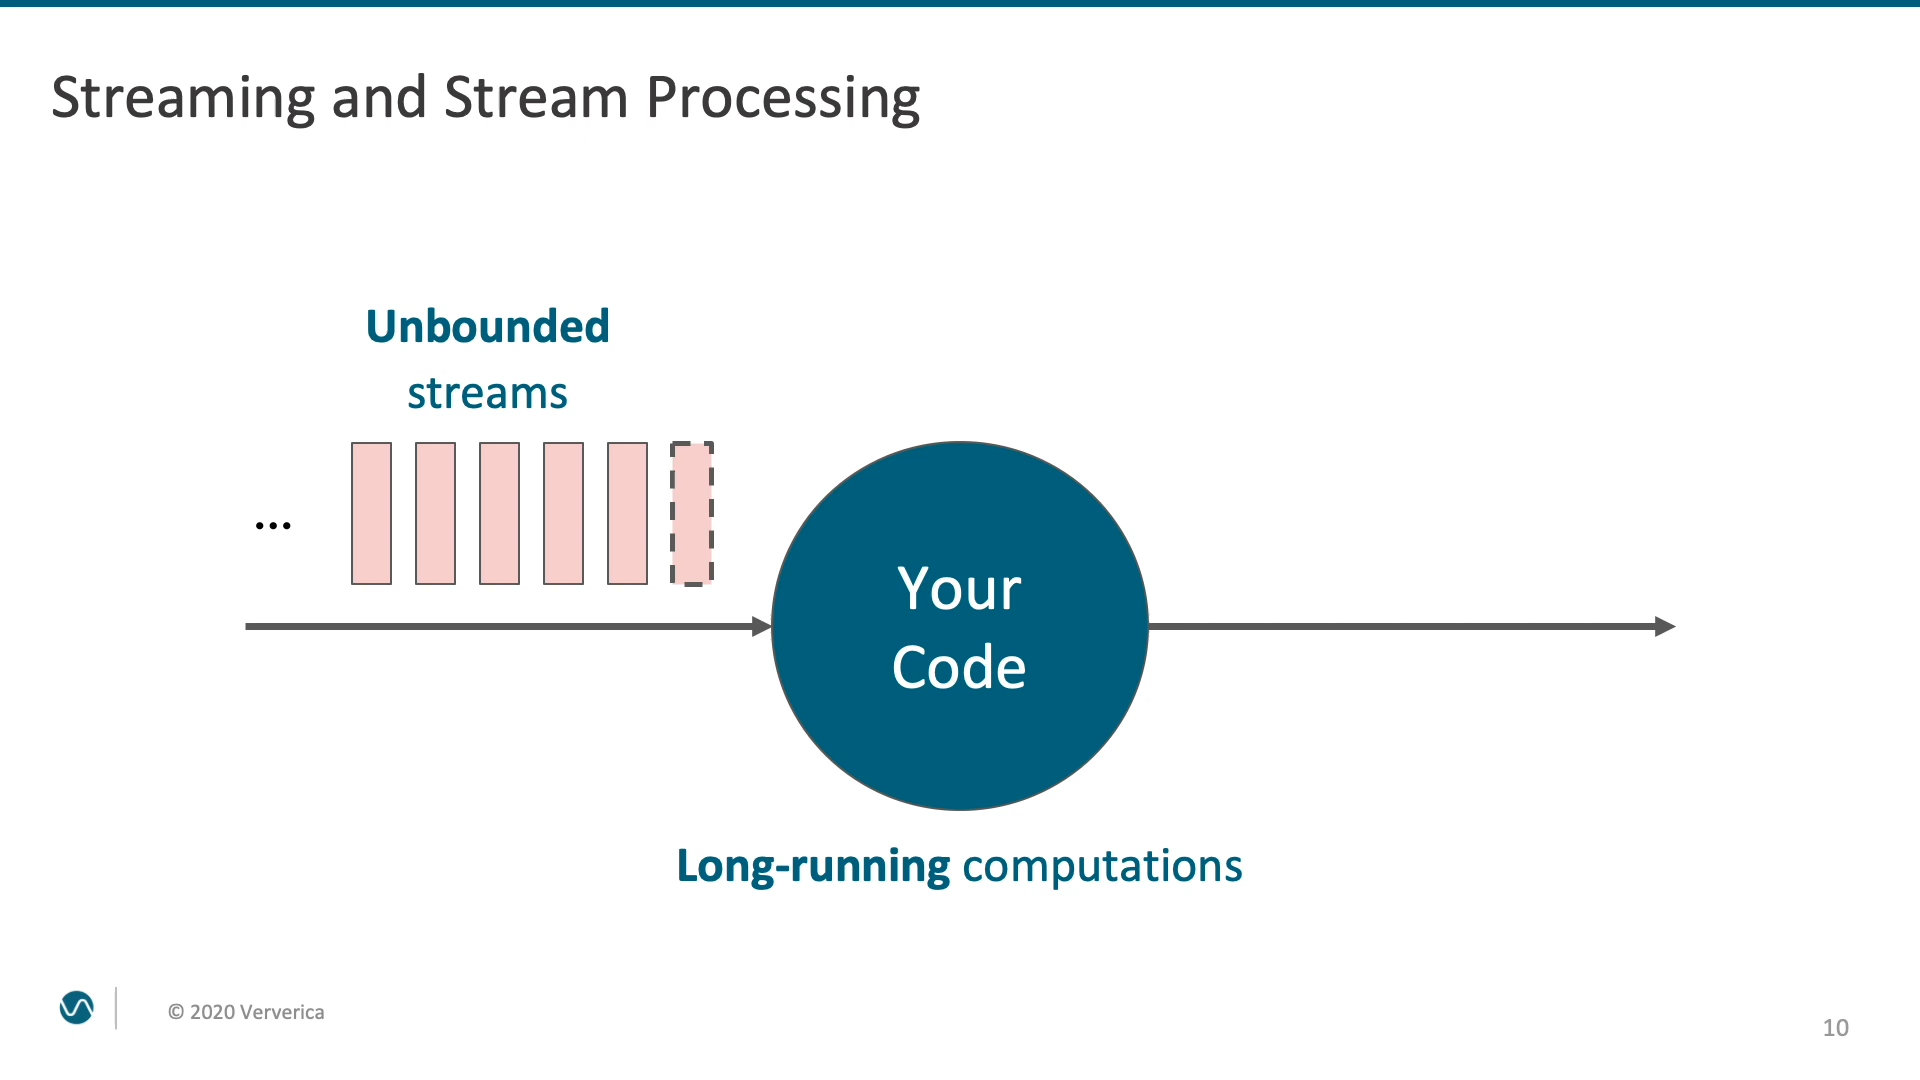 Streaming and Stream Processing
Unbounded
streams
...
Your
Code
Long-running computations
© 2020 Ververica
10